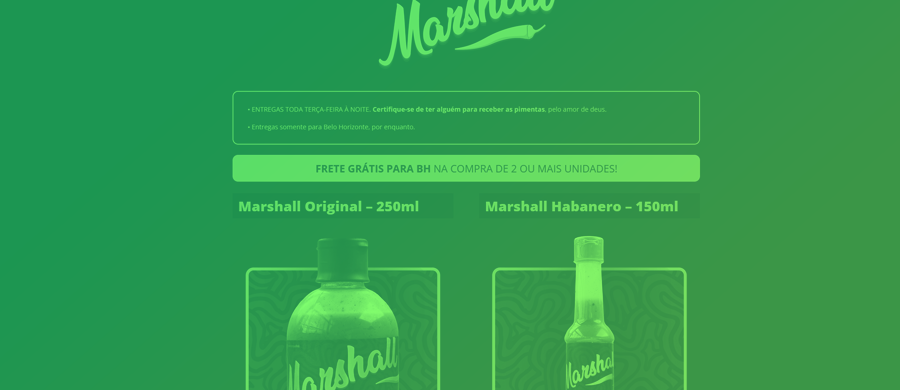 Marshall
• ENTREGAS TODA TERÇA-FEIRA À NOITE. Certifique-se de ter alguém para receber as pimentas, pelo amor de deus.
• Entregas somente para Belo Horizonte, por enquanto.
FRETE GRÁTIS PARA BH NA COMPRA DE 2 OU MAIS UNIDADES!
Marshall Original – 250ml
Marshall Habanero – 150ml
Marshall
Marshall